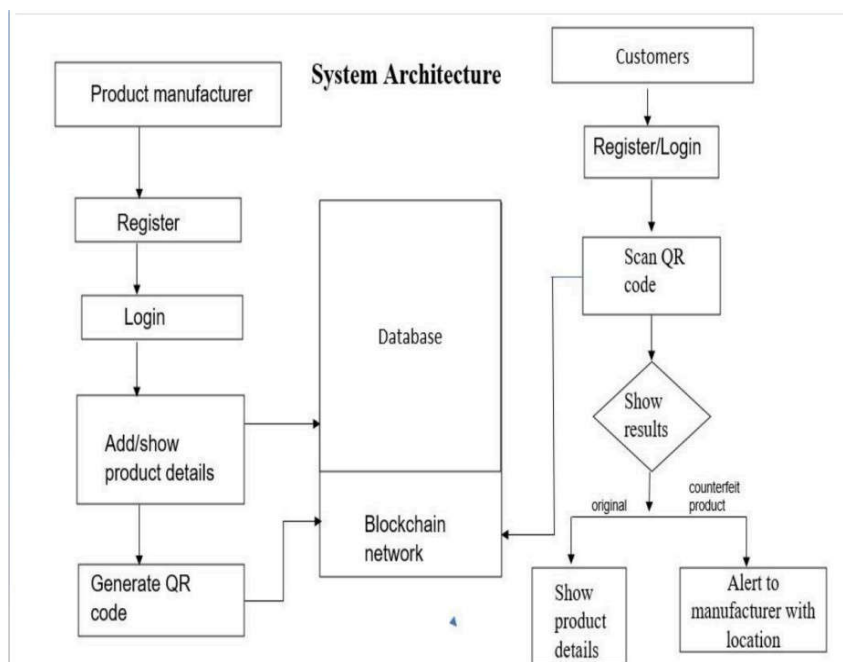 System Architecture
Product manufacturer
Register
Login
Add/show
product details
Generate QR
code
Database
Blockchain
network
Customers
Register/Login
Scan QR
code
Show
results
original
counterfeit
product
Show
product
details
Alert to
manufacturer with
location